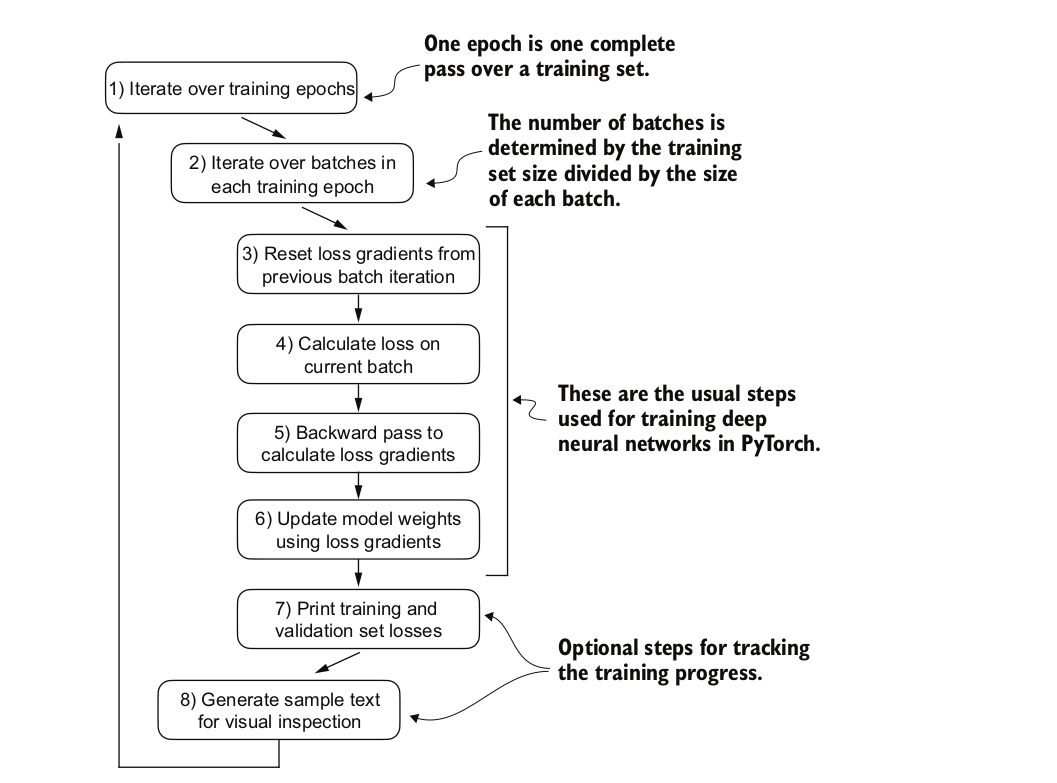 One epoch is one complete
pass over a training set.
1) Iterate over training epochs
The number of batches is
determined by the training
set size divided by the size
of each batch.
2) Iterate over batches in
each training epoch
3) Reset loss gradients from
previous batch iteration
4) Calculate loss on
current batch
These are the usual steps
used for training deep
neural networks in PyTorch.
5) Backward pass to
calculate loss gradients
6) Update model weights
using loss gradients
7) Print training and
validation set losses
Optional steps for tracking
the training progress.
8) Generate sample text
for visual inspection